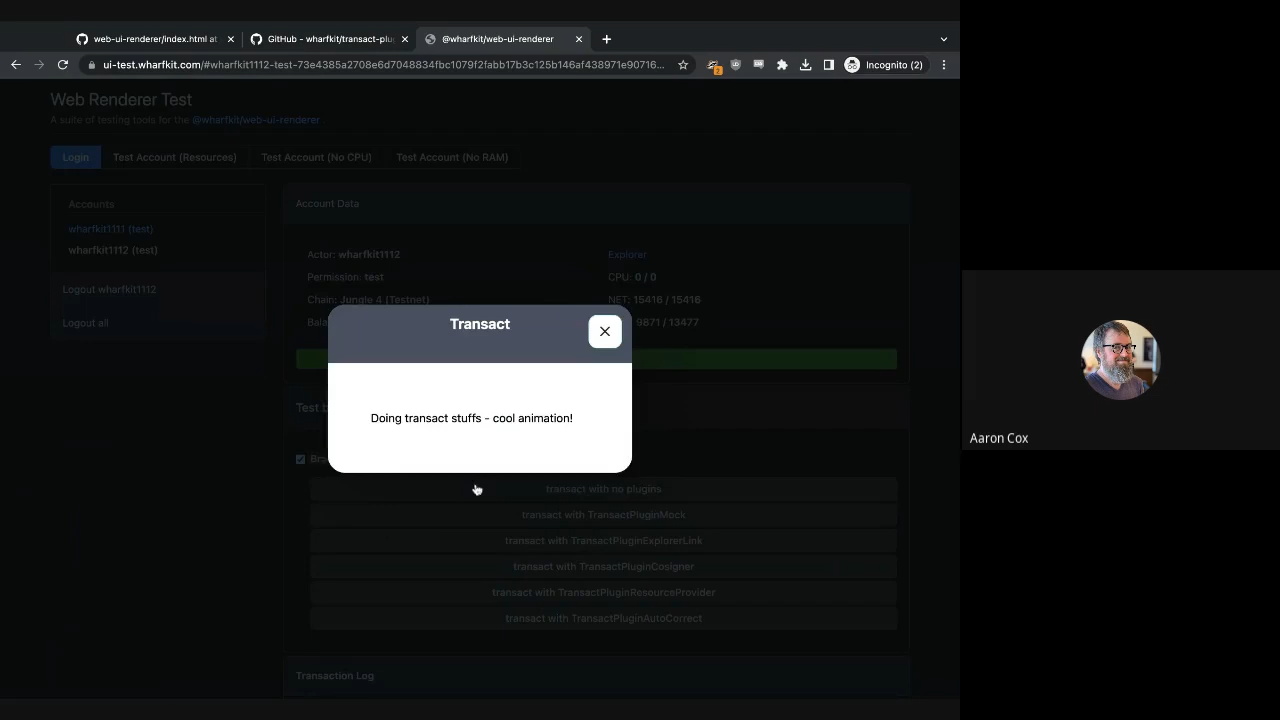 web-ui-renderer/index.html at
GitHub - wharfkit/transact-plu
@wharfkit/web-ui-renderer
ui-test.wharfkit.com/#wharfkit1112-test-73e4385a2708e6d7048834fbc1079f2fabb17b3c125b146af438971e90716...
2
Incognito (2)
Web Renderer Test
A suite of testing tools for the @wharfkit/web-ui-renderer
Login
Test Account (Resources)
Test Account (No CPU)
Test Account (No RAM)
Accounts
wharfkit1111 (test)
wharfkit1112 (test)
Logout wharfkit1112
Logout all
Account Data
Actor: wharfkit1112
Explorer
Permission: test
CPU: 0 / 0
Chain: Jungle 4 (Testnet)
NET: 15416 / 15416
Bala
9871 / 13477
Transact
Doing transact stuffs - cool animation!
Test b
Br
transact with no plugins
transact with TransactPluginMock
transact with TransactPluginExplorerLink
transact with TransactPluginCosigner
transact with TransactPluginResourceProvider
transact with TransactPluginAutoCorrect
Transaction Log
Aaron Cox